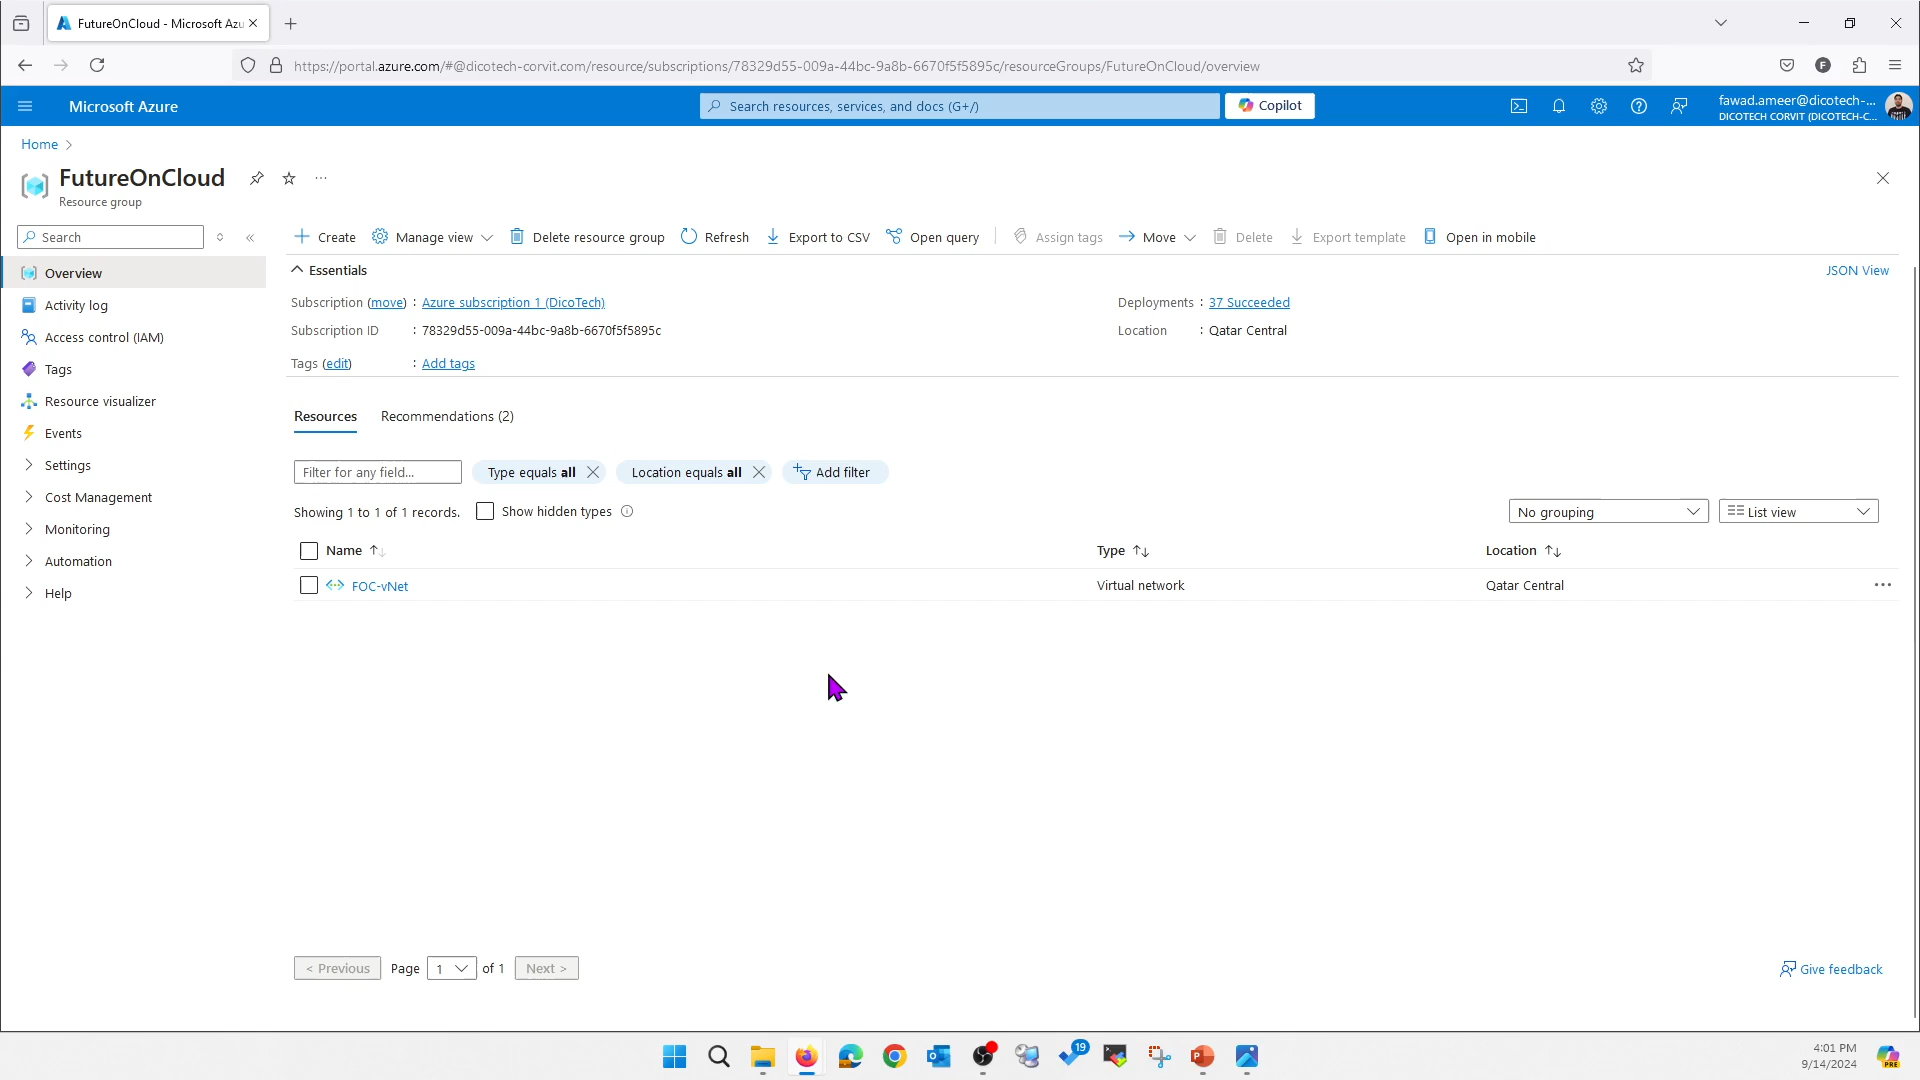 FutureOnCloud - Microsoft Azu
https://portal.azure.com/#@dicotech-corvit.com/resource/subscriptions/78329d55-009a-44bc-9a8b-6670f5f5895c/resourceGroups/FutureOnCloud/overview
F
Microsoft Azure
Search resources, services, and docs (G+/)
Copilot
fawad.ameer@dicotech-...
DICOTECH CORVIT (DICOTECH-C...
Home
FutureOnCloud
...
Resource group
Search
Create
Manage view
Delete resource group
Refresh
Export to CSV
Open query
Assign tags
Move
Delete
Export template
Open in mobile
Overview
Activity log
Access control (IAM)
Tags
Resource visualizer
Events
Settings
Cost Management
Monitoring
Automation
Help
Essentials
JSON View
Subscription (move) : Azure subscription 1 (DicoTech)
Deployments : 37 Succeeded
Subscription ID : 78329d55-009a-44bc-9a8b-6670f5f5895c
Location : Qatar Central
Tags (edit) : Add tags
Resources
Recommendations (2)
Filter for any field...
Type equals all
Location equals all
Add filter
Showing 1 to 1 of 1 records.
Show hidden types
No grouping
List view
Name
Type
Location
FOC-vNet
Virtual network
Qatar Central
< Previous
Page 1 of 1
Next >
Give feedback
19
4:01 PM
9/14/2024
PRE